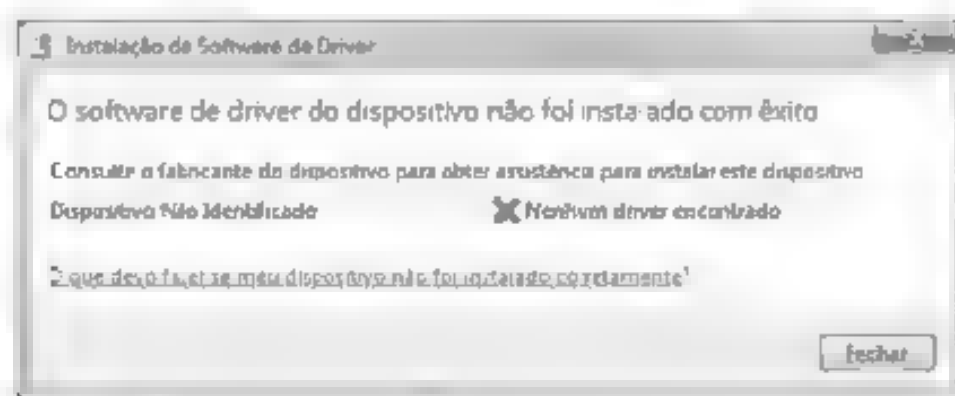 Instalação de Software de Driver
O software de driver do dispositivo não foi instalado com êxito
Consulte o fabricante do dispositivo para obter assistência para instalar este dispositivo
Dispositivo Não Identificado
Nenhum driver encontrado
O que devo fazer se meu dispositivo não foi instalado corretamente?
Fechar